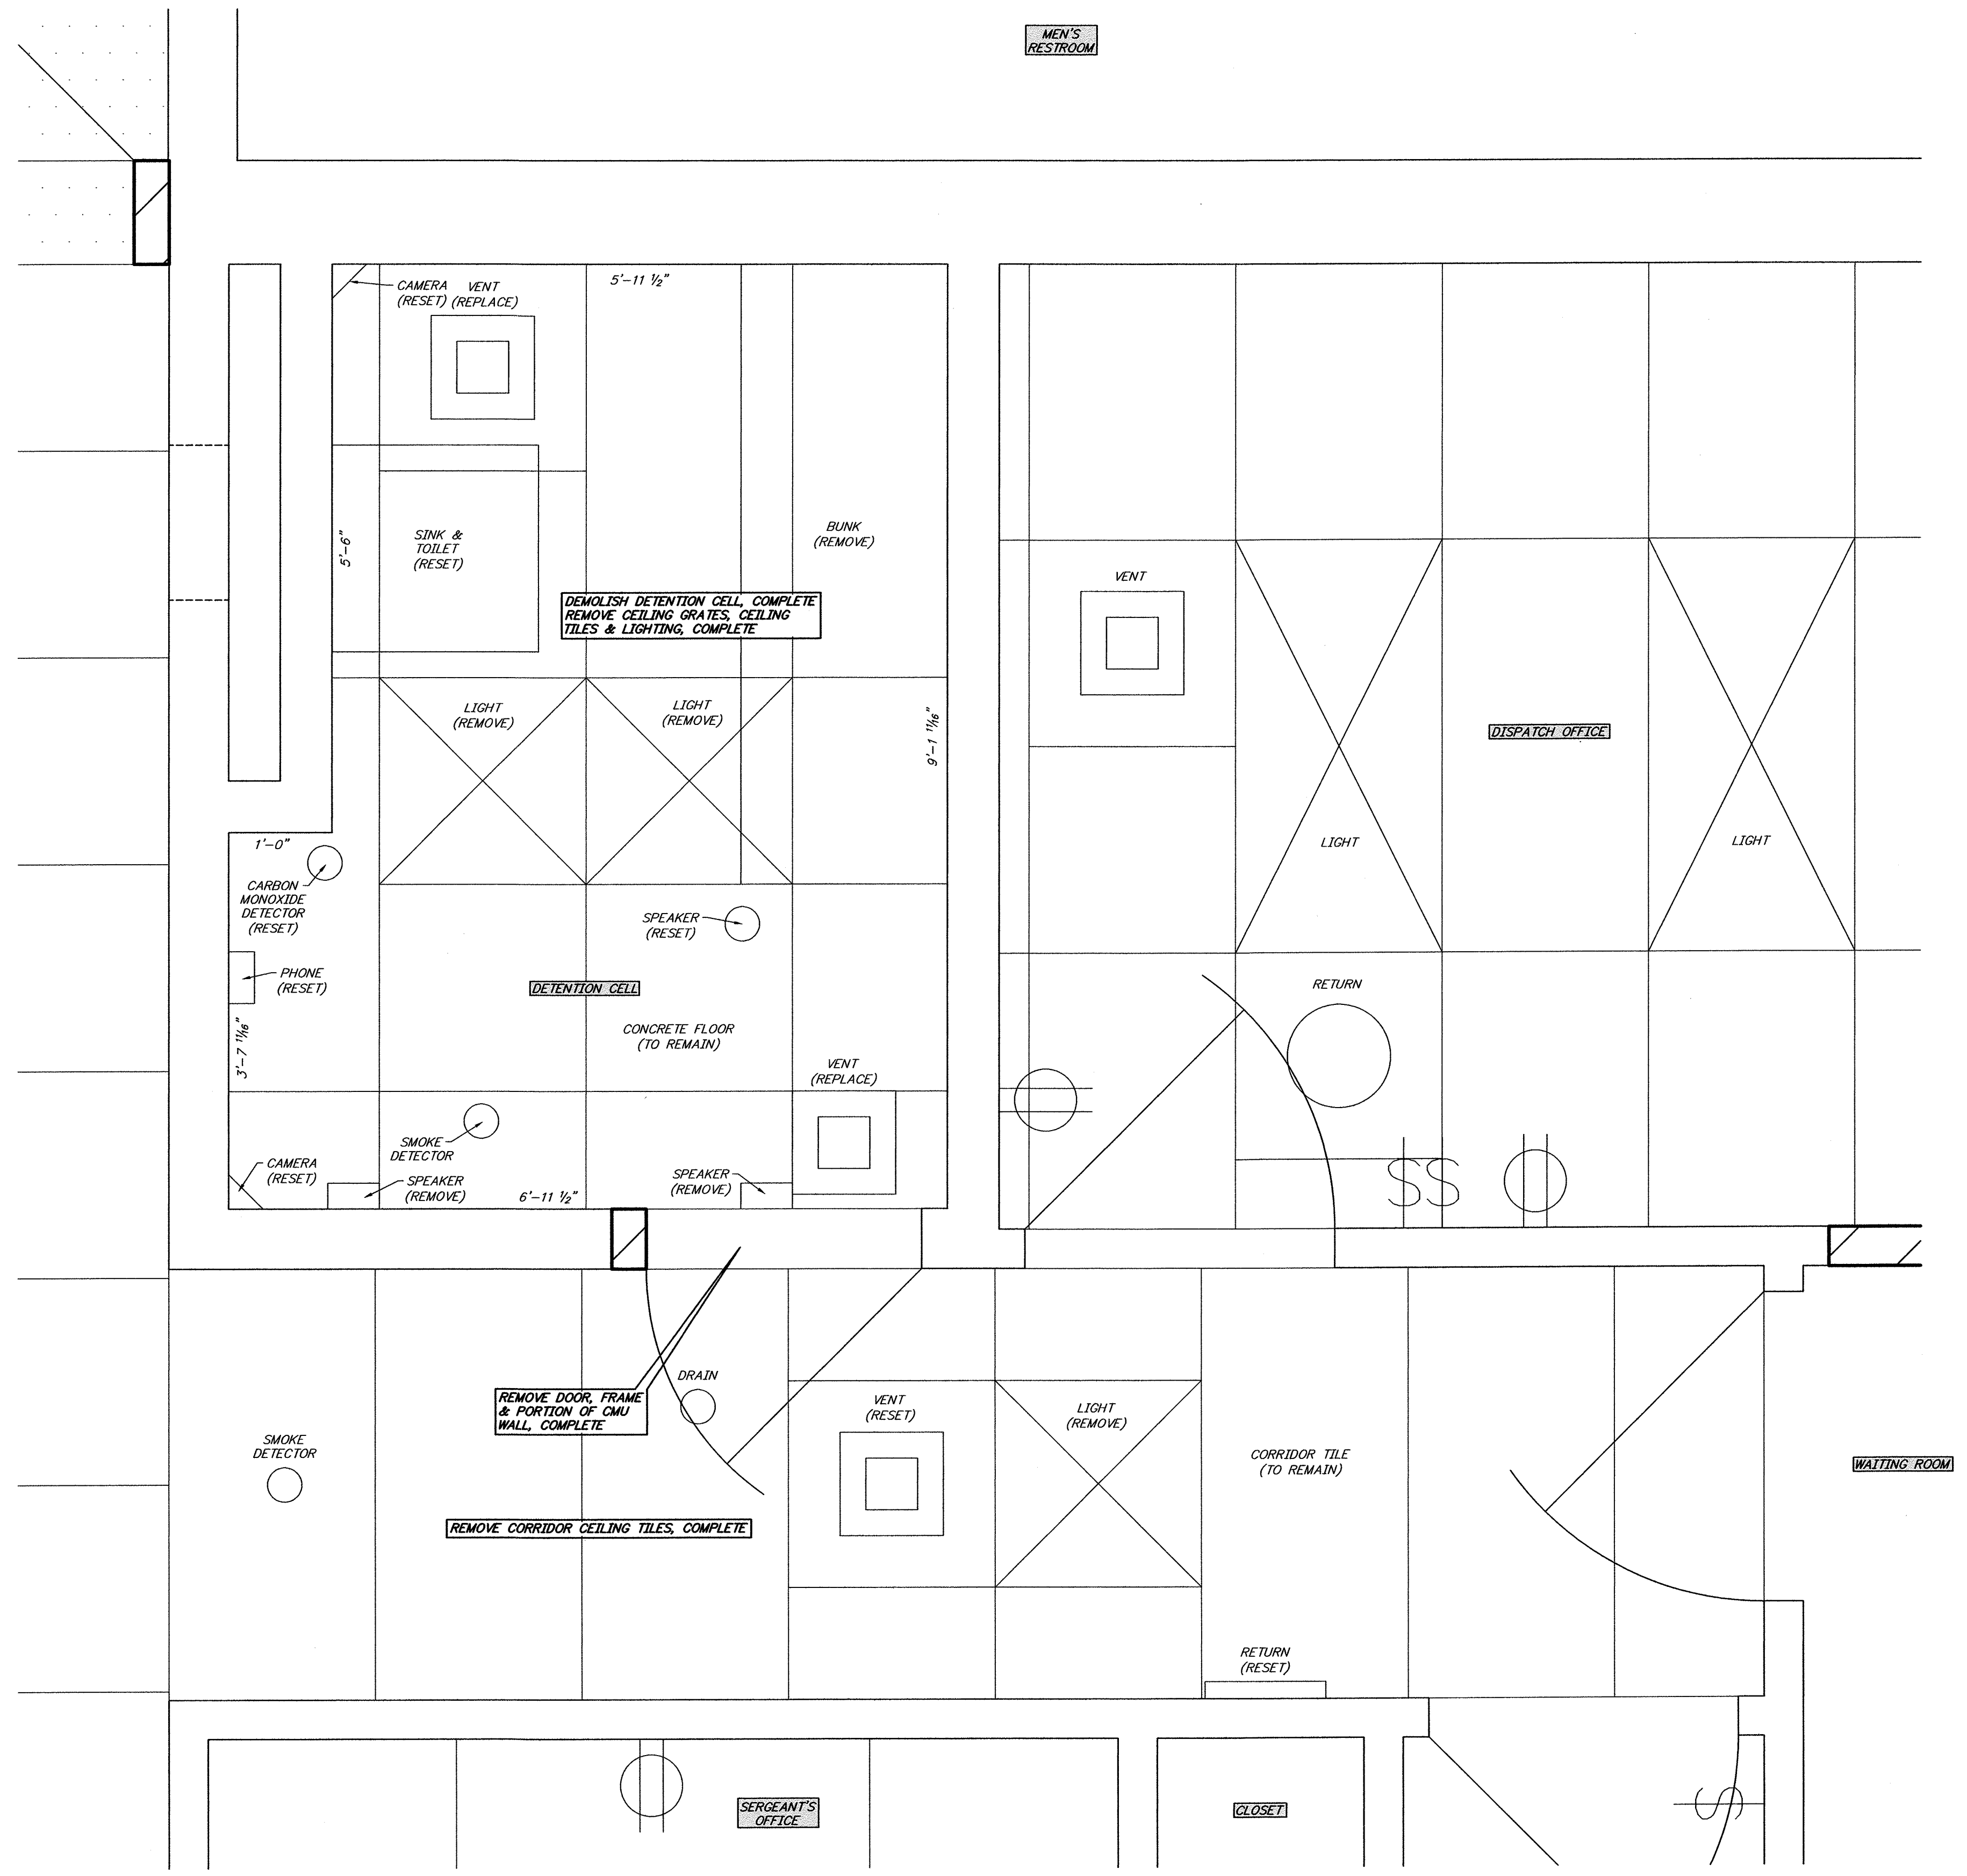 MEN'S
RESTROOM
CAMERA
(RESET)
VENT
(REPLACE)
5'-11 1/2"
5'-6"
SINK &
TOILET
(RESET)
BUNK
(REMOVE)
DEMOLISH DETENTION CELL, COMPLETE
REMOVE CEILING GRATES, CEILING
TILES & LIGHTING, COMPLETE
LIGHT
(REMOVE)
LIGHT
(REMOVE)
9'-1 11/16"
VENT
DISPATCH OFFICE
LIGHT
LIGHT
1'-0"
CARBON
MONOXIDE
DETECTOR
(RESET)
SPEAKER
(RESET)
PHONE
(RESET)
DETENTION CELL
RETURN
3'-7 11/16"
CONCRETE FLOOR
(TO REMAIN)
VENT
(REPLACE)
SMOKE
DETECTOR
CAMERA
(RESET)
SPEAKER
(REMOVE)
6'-11 1/2"
SPEAKER
(REMOVE)
$$
REMOVE DOOR, FRAME
& PORTION OF CMU
WALL, COMPLETE
DRAIN
VENT
(RESET)
LIGHT
(REMOVE)
SMOKE
DETECTOR
CORRIDOR TILE
(TO REMAIN)
WAITING ROOM
REMOVE CORRIDOR CEILING TILES, COMPLETE
RETURN
(RESET)
SERGEANT'S
OFFICE
CLOSET
$